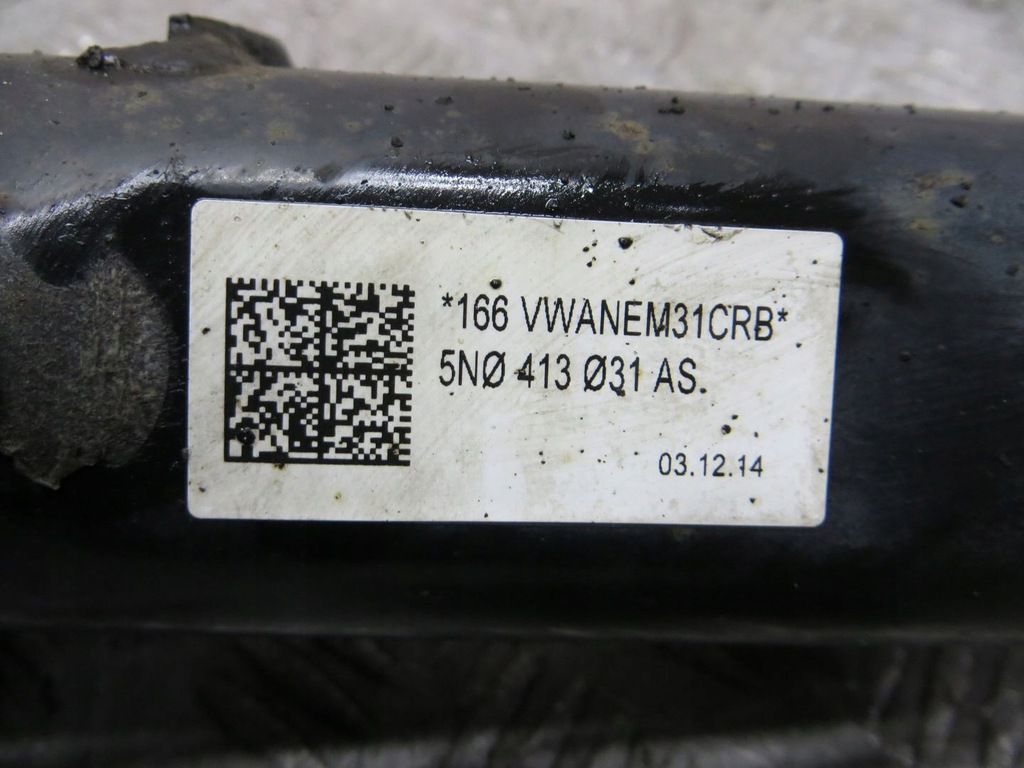 *166 VWANEM31CRB*
5NØ 413 Ø31 AS.
03.12.14